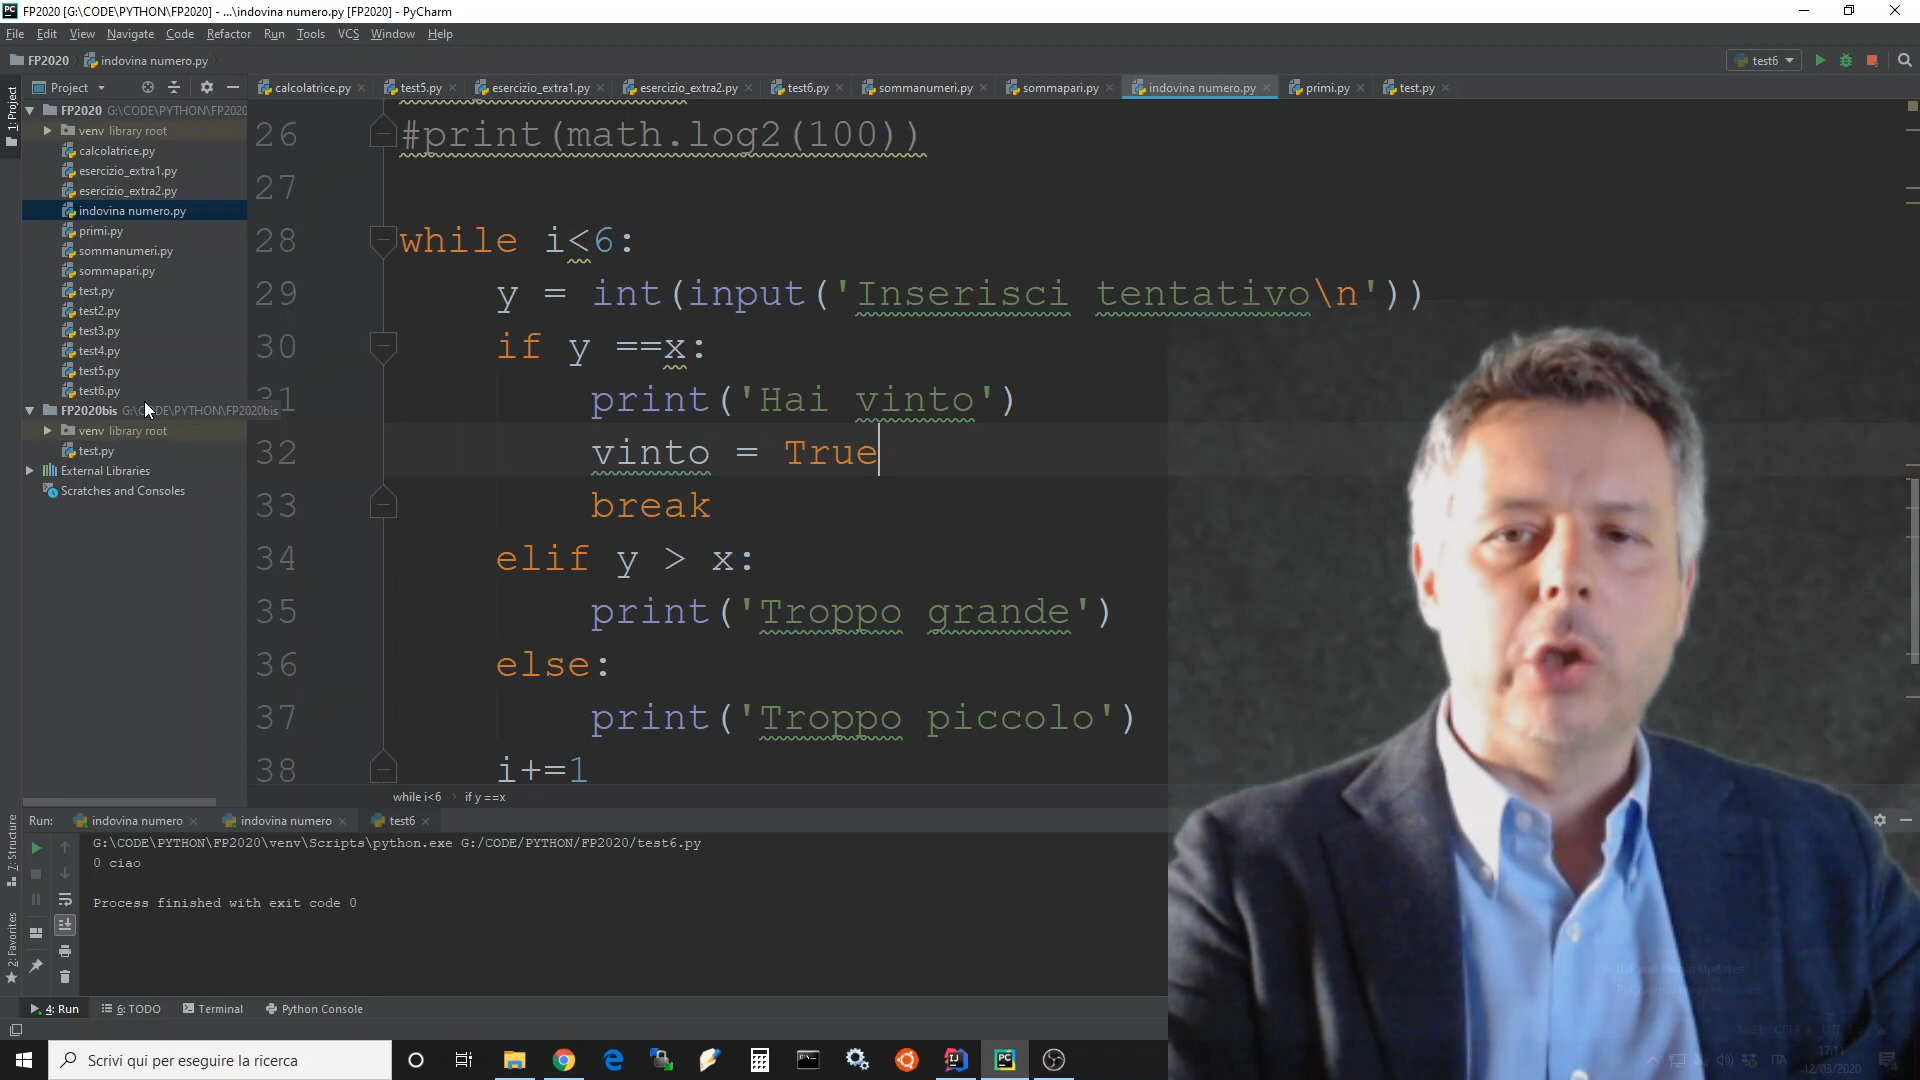 FP2020 [G:\CODE\PYTHON\FP2020] - ...\indovina numero.py [FP2020] - PyCharm
File Edit View Navigate Code Refactor Run Tools VCS Window Help
FP2020 indovina numero.py test6
Project calcolatrice.py test5.py esercizio_extra1.py esercizio_extra2.py test6.py sommanumeri.py sommapari.py indovina numero.py primi.py test.py
1: Project
FP2020 G:\CODE\PYTHON\FP2020
venv library root
calcolatrice.py
esercizio_extra1.py
esercizio_extra2.py
indovina numero.py
primi.py
sommanumeri.py
sommapari.py
test.py
test2.py
test3.py
test4.py
test5.py
test6.py
FP2020bis G:\CODE\PYTHON\FP2020bis
venv library root
test.py
External Libraries
Scratches and Consoles
26 #print(math.log2(100))
27
28 while i<6:
29 y = int(input('Inserisci tentativo\n'))
30 if y ==x:
31 print('Hai vinto')
32 vinto = True
33 break
34 elif y > x:
35 print('Troppo grande')
36 else:
37 print('Troppo piccolo')
38 i+=1
while i<6 if y ==x
Run: indovina numero indovina numero test6
G:\CODE\PYTHON\FP2020\venv\Scripts\python.exe G:/CODE/PYTHON/FP2020/test6.py
0 ciao
Process finished with exit code 0
7: Structure
2: Favorites
4: Run 6: TODO Terminal Python Console
Scrivi qui per eseguire la ricerca
ITA
17:11
12/03/2020